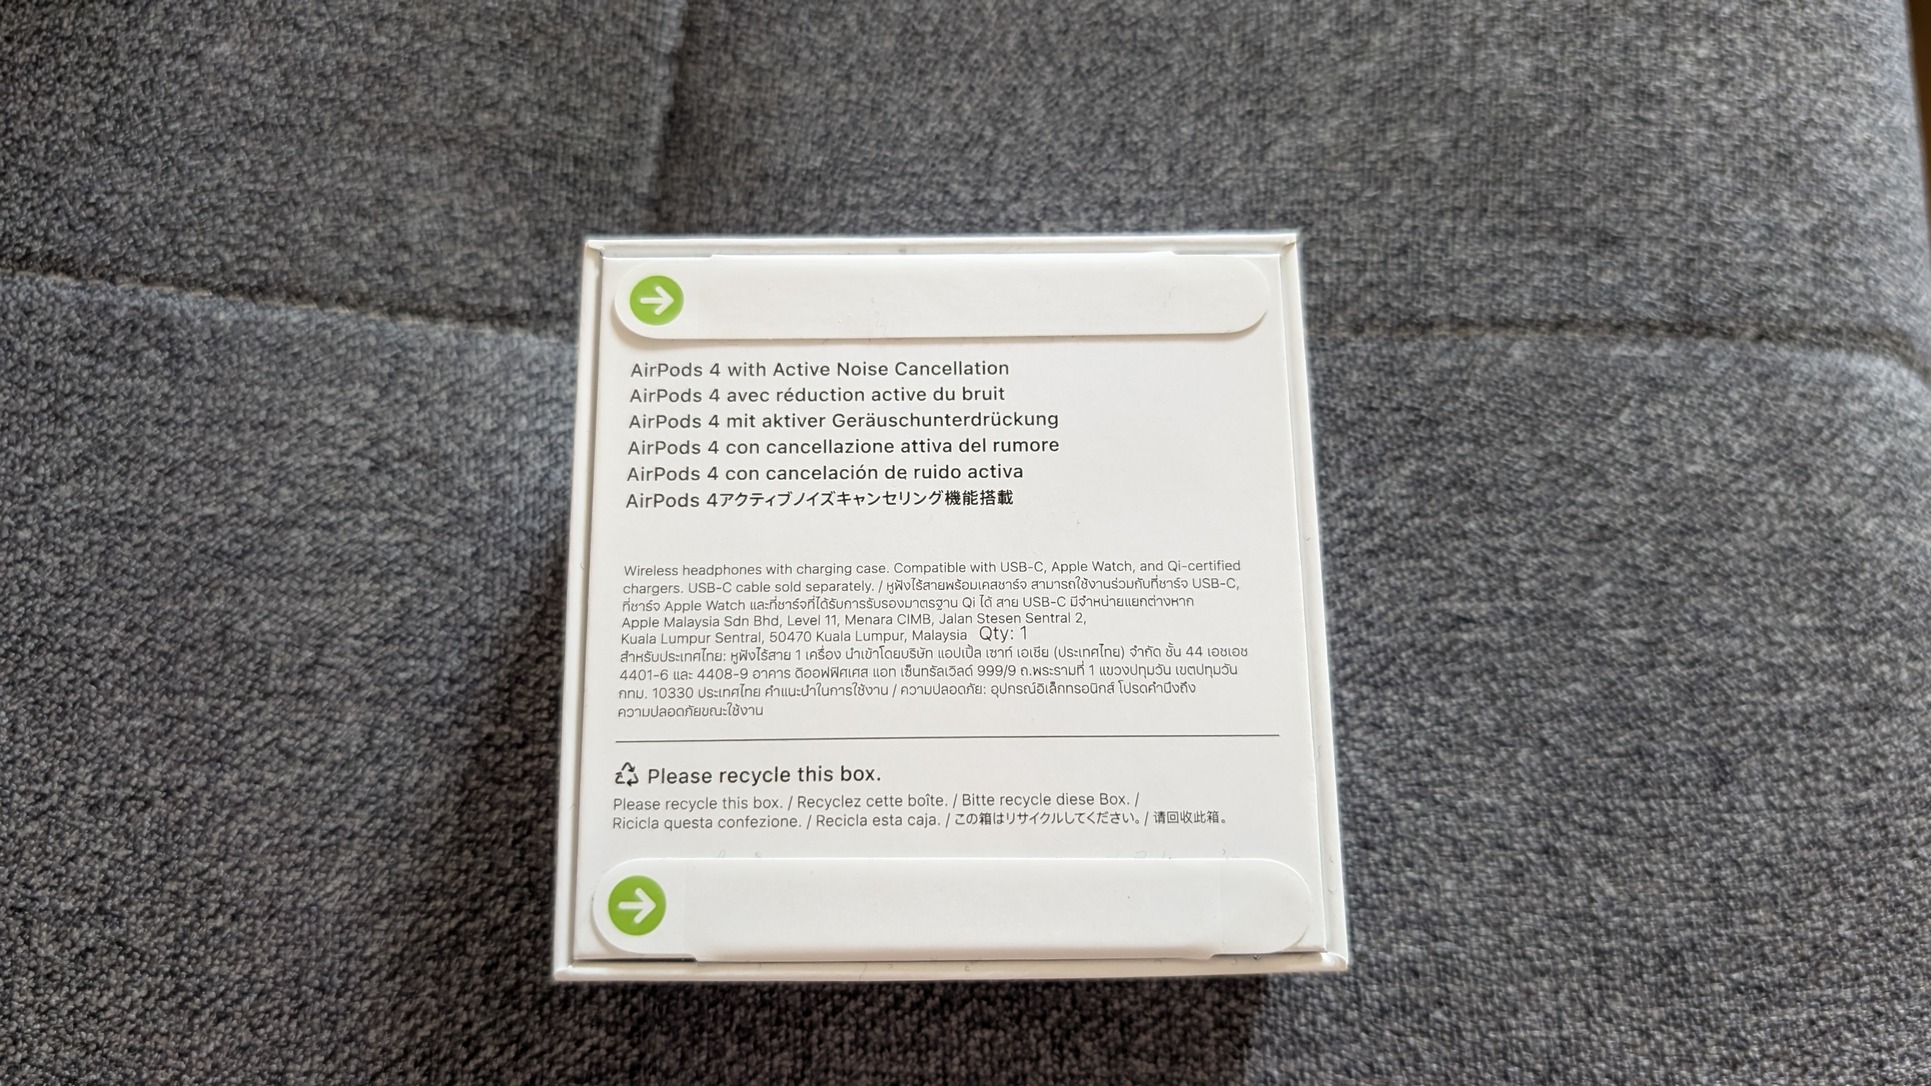 AirPods 4 with Active Noise Cancellation
AirPods 4 avec réduction active du bruit
AirPods 4 mit aktiver Geräuschunterdrückung
AirPods 4 con cancellazione attiva del rumore
AirPods 4 con cancelación de ruido activa
AirPods 4アクティブノイズキャンセリング機能搭載
Wireless headphones with charging case. Compatible with USB-C, Apple Watch, and Qi-certified
chargers. USB-C cable sold separately. / หูฟังไร้สายพร้อมเคสชาร์จ สามารถใช้งานร่วมกับที่ชาร์จ USB-C,
ที่ชาร์จ Apple Watch และที่ชาร์จที่ได้รับการรับรองมาตรฐาน Qi ได้ สาย USB-C มีจำหน่ายแยกต่างหาก
Apple Malaysia Sdn Bhd, Level 11, Menara CIMB, Jalan Stesen Sentral 2,
Kuala Lumpur Sentral, 50470 Kuala Lumpur, Malaysia Qty: 1
สำหรับประเทศไทย: หูฟังไร้สาย 1 เครื่อง นำเข้าโดยบริษัท แอปเปิ้ล เซาท์ เอเชีย (ประเทศไทย) จำกัด ชั้น 44 เอชเอช
4401-6 และ 4408-9 อาคาร ดิออฟฟิศเศส แอท เซ็นทรัลเวิลด์ 999/9 ถ.พระรามที่ 1 แขวงปทุมวัน เขตปทุมวัน
กทม. 10330 ประเทศไทย คำแนะนำในการใช้งาน / ความปลอดภัย: อุปกรณ์อิเล็กทรอนิกส์ โปรดคำนึงถึง
ความปลอดภัยขณะใช้งาน
Please recycle this box.
Please recycle this box. / Recyclez cette boîte. / Bitte recycle diese Box. /
Ricicla questa confezione. / Recicla esta caja. / この箱はリサイクルしてください。/ 请回收此箱。